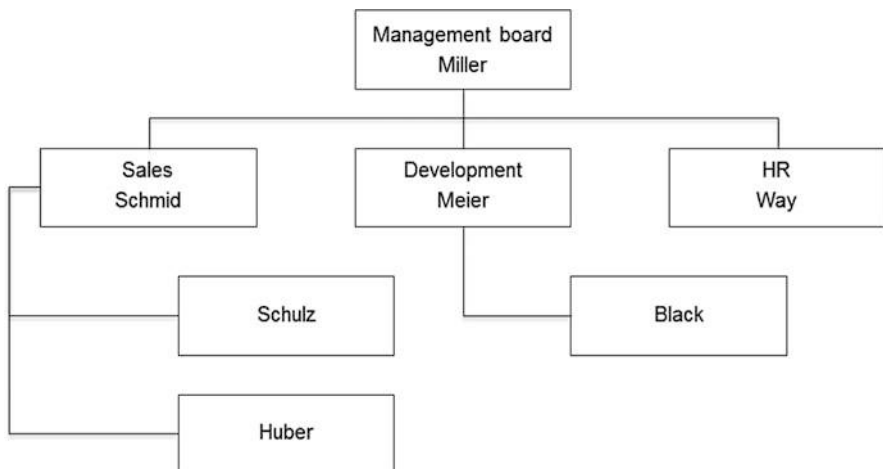 Management board
Miller
Sales
Schmid
Development
Meier
HR
Way
Schulz
Black
Huber